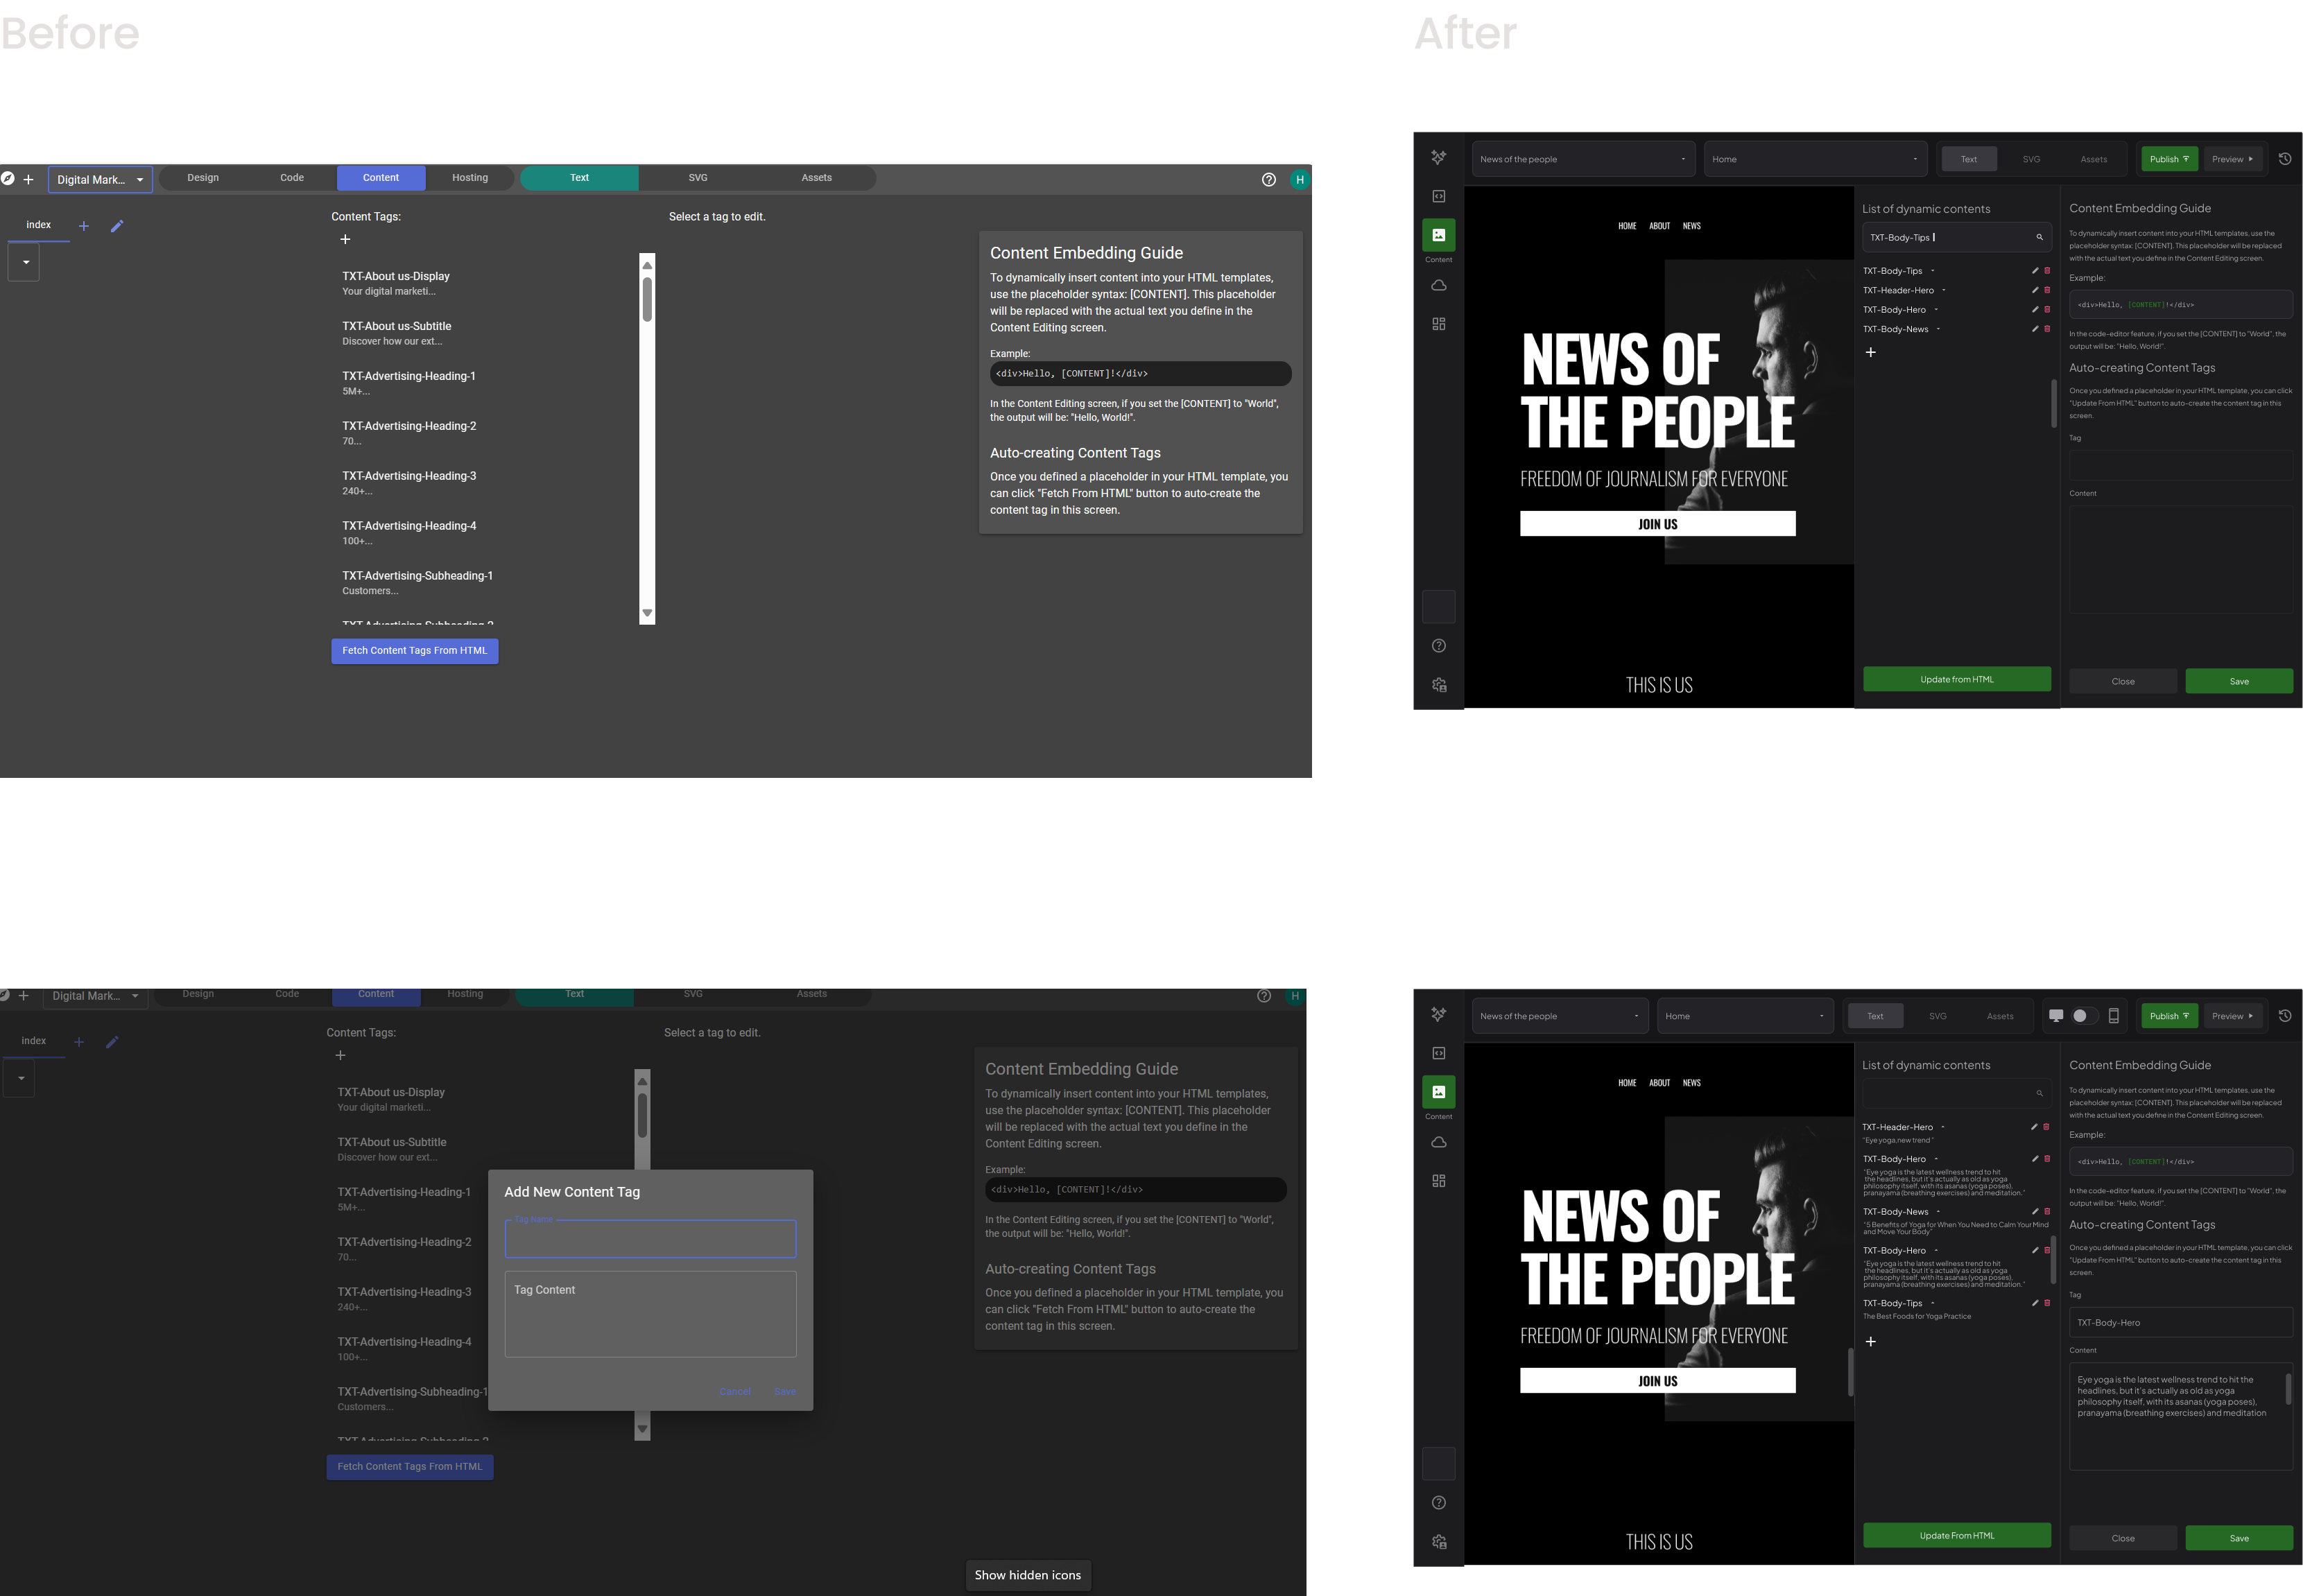 Before
After
Digital Mark...
Design
Code
Content
Hosting
Text
SVG
Assets
H
index
Content Tags:
Select a tag to edit.
TXT-About us-Display
Your digital marketi...
TXT-About us-Subtitle
Discover how our ext...
TXT-Advertising-Heading-1
5M+...
TXT-Advertising-Heading-2
70...
TXT-Advertising-Heading-3
240+...
TXT-Advertising-Heading-4
100+...
TXT-Advertising-Subheading-1
Customers...
TXT-Advertising-Subheading-2
Fetch Content Tags From HTML
Content Embedding Guide
To dynamically insert content into your HTML templates,
use the placeholder syntax: [CONTENT]. This placeholder
will be replaced with the actual text you define in the
Content Editing screen.
Example:
<div>Hello, [CONTENT]!</div>
In the Content Editing screen, if you set the [CONTENT] to "World",
the output will be: "Hello, World!".
Auto-creating Content Tags
Once you defined a placeholder in your HTML template, you
can click "Fetch From HTML" button to auto-create the
content tag in this screen.
News of the people
Home
Text
SVG
Assets
Publish
Preview
Content
HOME ABOUT NEWS
NEWS OF
THE PEOPLE
FREEDOM OF JOURNALISM FOR EVERYONE
JOIN US
THIS IS US
List of dynamic contents
TXT-Body-Tips
TXT-Body-Tips
TXT-Header-Hero
TXT-Body-Hero
TXT-Body-News
Update from HTML
Content Embedding Guide
To dynamically insert content into your HTML templates, use the
placeholder syntax: [CONTENT]. This placeholder will be replaced
with the actual text you define in the Content Editing screen.
Example:
<div>Hello, [CONTENT]!</div>
In the code-editor feature, if you set the [CONTENT] to "World", the
output will be: "Hello, World!".
Auto-creating Content Tags
Once you defined a placeholder in your HTML template, you can click
"Update From HTML" button to auto-create the content tag in this
screen.
Tag
Content
Close
Save
Digital Mark...
Design
Code
Content
Hosting
Text
SVG
Assets
H
index
Content Tags:
Select a tag to edit.
TXT-About us-Display
Your digital marketi...
TXT-About us-Subtitle
Discover how our ext...
TXT-Advertising-Heading-1
5M+...
TXT-Advertising-Heading-2
70...
TXT-Advertising-Heading-3
240+...
TXT-Advertising-Heading-4
100+...
TXT-Advertising-Subheading-1
Customers...
TXT-Advertising-Subheading-2
Fetch Content Tags From HTML
Add New Content Tag
Tag Name
Tag Content
Cancel
Save
Content Embedding Guide
To dynamically insert content into your HTML templates,
use the placeholder syntax: [CONTENT]. This placeholder
will be replaced with the actual text you define in the
Content Editing screen.
Example:
<div>Hello, [CONTENT]!</div>
In the Content Editing screen, if you set the [CONTENT] to "World",
the output will be: "Hello, World!".
Auto-creating Content Tags
Once you defined a placeholder in your HTML template, you
can click "Fetch From HTML" button to auto-create the
content tag in this screen.
Show hidden icons
News of the people
Home
Text
SVG
Assets
Publish
Preview
Content
HOME ABOUT NEWS
NEWS OF
THE PEOPLE
FREEDOM OF JOURNALISM FOR EVERYONE
JOIN US
THIS IS US
List of dynamic contents
TXT-Header-Hero
"Eye yoga,new trend "
TXT-Body-Hero
"Eye yoga is the latest wellness trend to hit
the headlines, but it's actually as old as yoga
philosophy itself, with its asanas (yoga poses),
pranayama (breathing exercises) and meditation."
TXT-Body-News
"5 Benefits of Yoga for When You Need to Calm Your Mind
and Move Your Body"
TXT-Body-Hero
"Eye yoga is the latest wellness trend to hit
the headlines, but it's actually as old as yoga
philosophy itself, with its asanas (yoga poses),
pranayama (breathing exercises) and meditation."
TXT-Body-Tips
The Best Foods for Yoga Practice
Update From HTML
Content Embedding Guide
To dynamically insert content into your HTML templates, use the
placeholder syntax: [CONTENT]. This placeholder will be replaced
with the actual text you define in the Content Editing screen.
Example:
<div>Hello, [CONTENT]!</div>
In the code-editor feature, if you set the [CONTENT] to "World", the
output will be: "Hello, World!".
Auto-creating Content Tags
Once you defined a placeholder in your HTML template, you can click
"Update From HTML" button to auto-create the content tag in this
screen.
Tag
TXT-Body-Hero
Content
Eye yoga is the latest wellness trend to hit the
headlines, but it's actually as old as yoga
philosophy itself, with its asanas (yoga poses),
pranayama (breathing exercises) and meditation
Close
Save